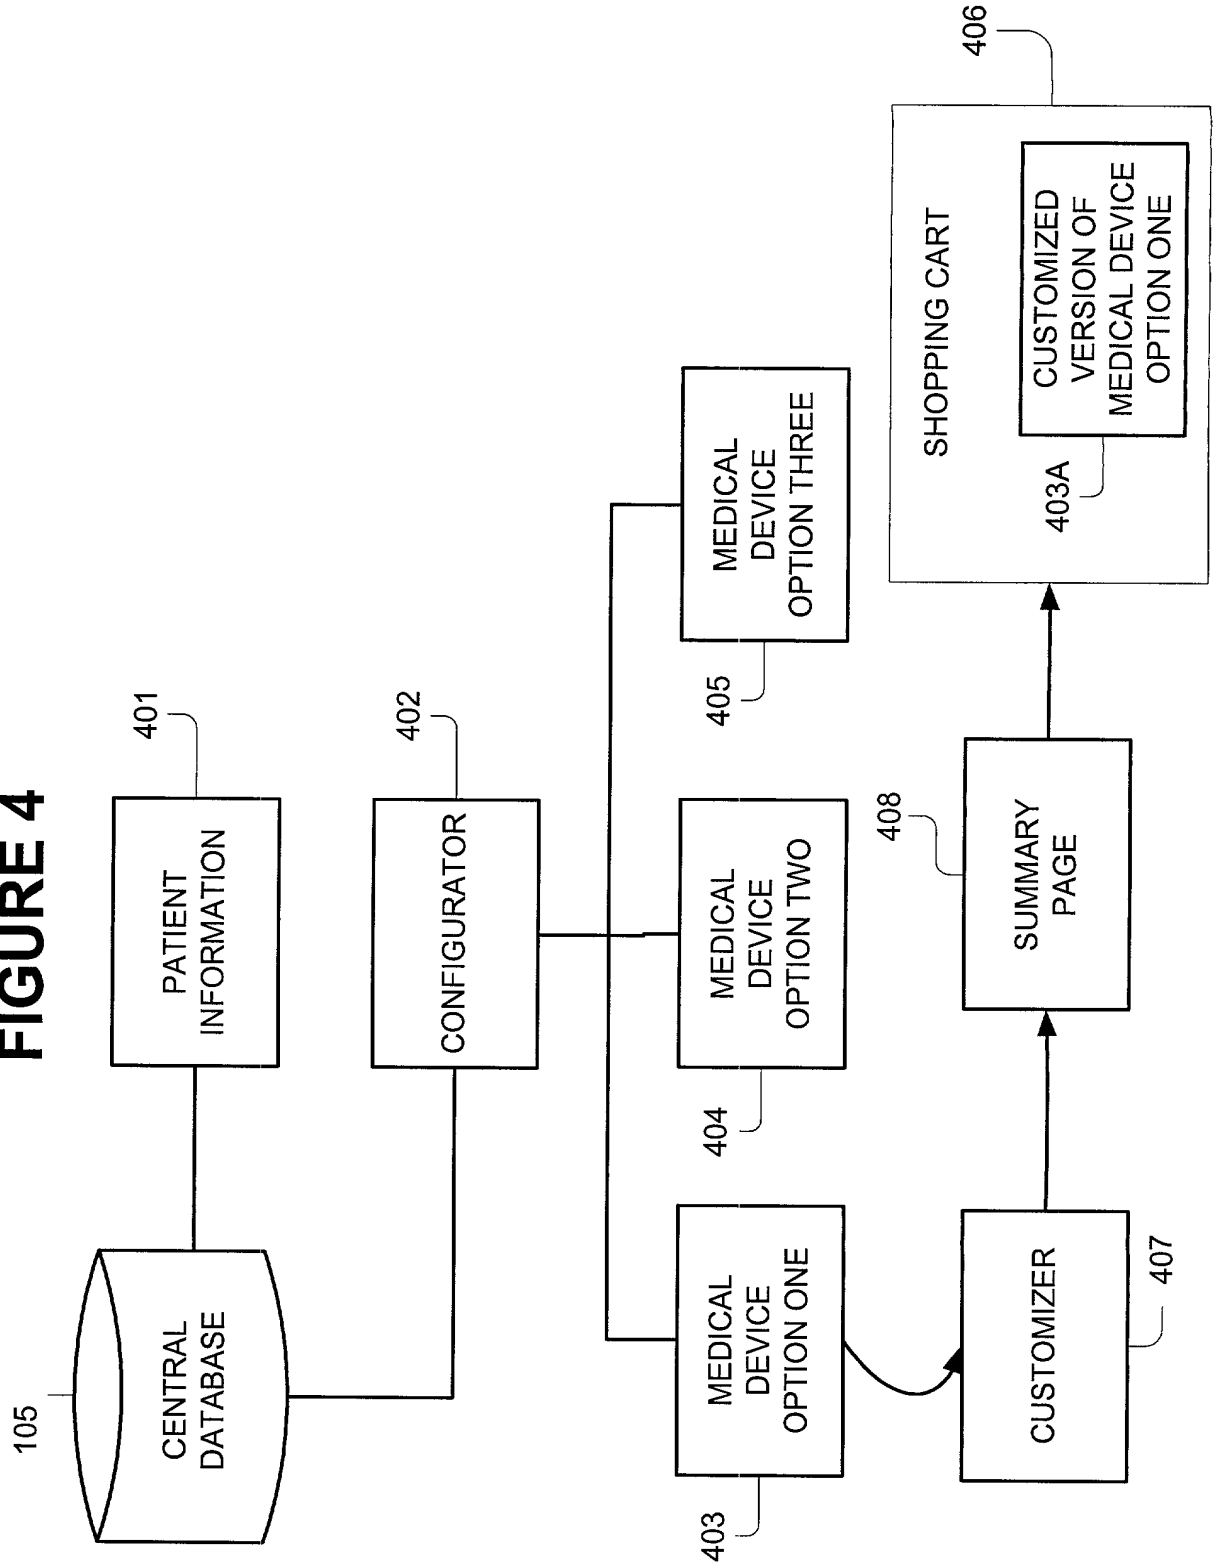 FIGURE 4
105
CENTRAL
DATABASE
PATIENT
INFORMATION
401
CONFIGURATOR
402
MEDICAL
DEVICE
OPTION ONE
403
MEDICAL
DEVICE
OPTION TWO
404
MEDICAL
DEVICE
OPTION THREE
405
CUSTOMIZER
407
SUMMARY
PAGE
408
SHOPPING CART
406
CUSTOMIZED
VERSION OF
MEDICAL DEVICE
OPTION ONE
403A